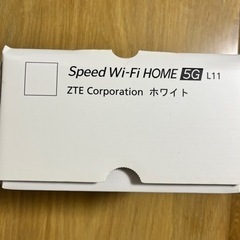 Speed Wi-Fi HOME 5G L11
ZTE Corporation ホワイト